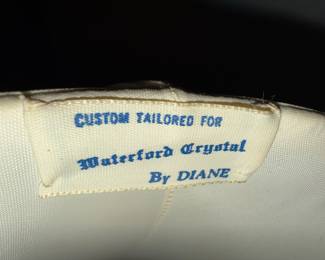 CUSTOM TAILORED FOR
Waterford Crystal
By DIANE